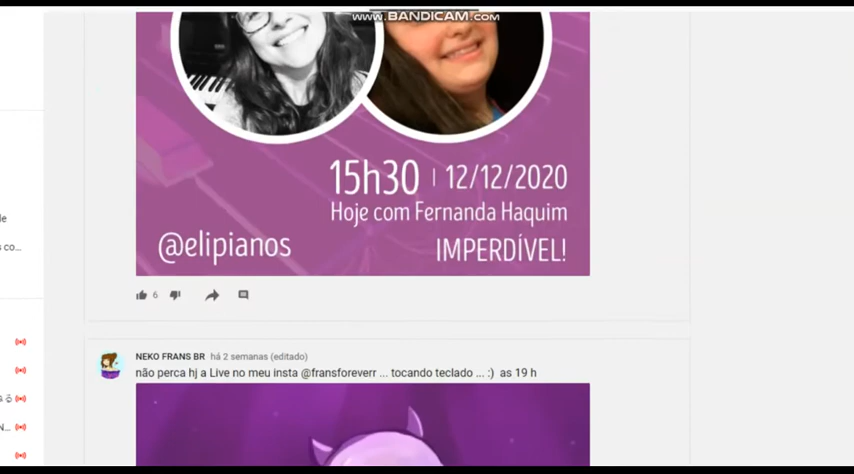 www.BANDICAM.com
15h30 | 12/12/2020
Hoje com Fernanda Haquim
@elipianos
IMPERDÍVEL!
6
NEKO FRANS BR há 2 semanas (editado)
não perca hj a Live no meu insta @fransforeverr ... tocando teclado ... :) as 19 h